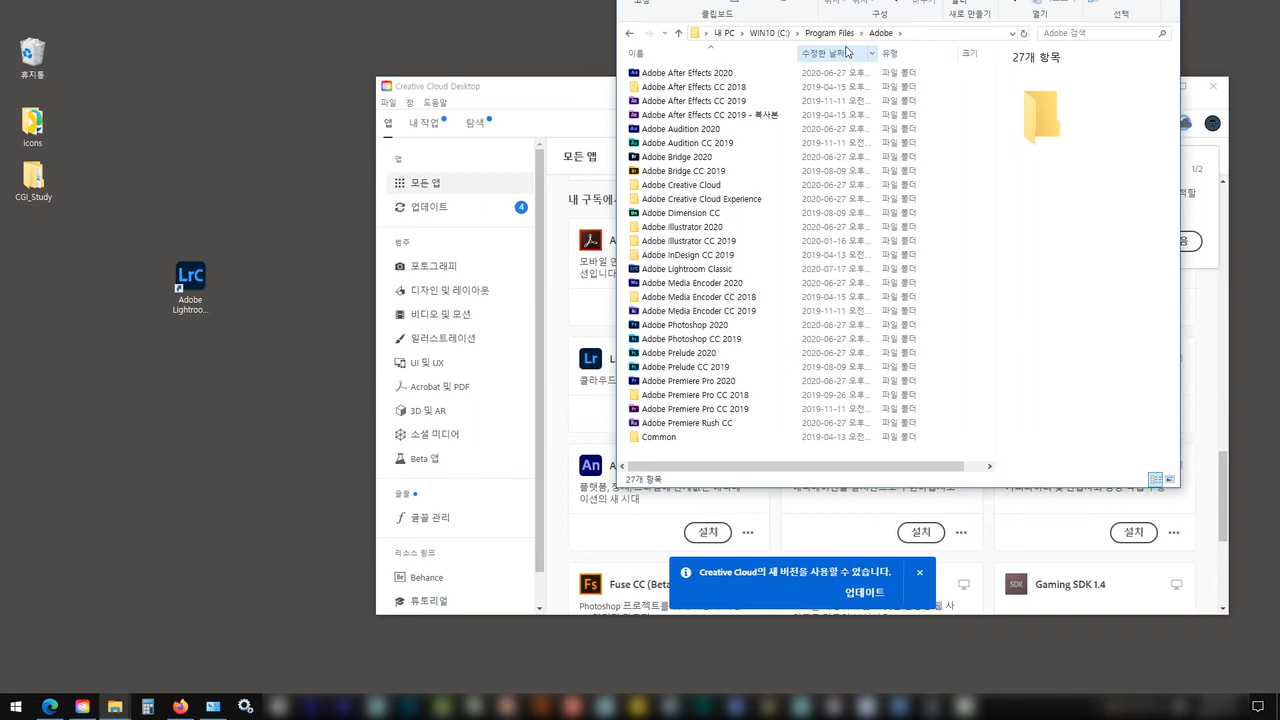 휴지통
icons
CGI_Study
LrC
Adobe
Lightroo...
클립보드
구성
새로 만들기
열기
선택
내 PC > WIN10 (C:) > Program Files > Adobe >
Adobe 검색
이름
수정한 날짜
유형
크기
Adobe After Effects 2020 2020-06-27 오후... 파일 폴더
Adobe After Effects CC 2018 2019-04-15 오후... 파일 폴더
Adobe After Effects CC 2019 2019-11-11 오전... 파일 폴더
Adobe After Effects CC 2019 - 복사본 2019-04-15 오후... 파일 폴더
Adobe Audition 2020 2020-06-27 오후... 파일 폴더
Adobe Audition CC 2019 2019-11-11 오전... 파일 폴더
Adobe Bridge 2020 2020-06-27 오후... 파일 폴더
Adobe Bridge CC 2019 2019-08-09 오후... 파일 폴더
Adobe Creative Cloud 2020-06-27 오후... 파일 폴더
Adobe Creative Cloud Experience 2020-06-27 오후... 파일 폴더
Adobe Dimension CC 2019-08-09 오후... 파일 폴더
Adobe Illustrator 2020 2020-06-27 오후... 파일 폴더
Adobe Illustrator CC 2019 2020-01-16 오후... 파일 폴더
Adobe InDesign CC 2019 2019-04-13 오전... 파일 폴더
Adobe Lightroom Classic 2020-07-17 오후... 파일 폴더
Adobe Media Encoder 2020 2020-06-27 오후... 파일 폴더
Adobe Media Encoder CC 2018 2019-04-15 오후... 파일 폴더
Adobe Media Encoder CC 2019 2019-11-11 오전... 파일 폴더
Adobe Photoshop 2020 2020-06-27 오후... 파일 폴더
Adobe Photoshop CC 2019 2020-06-27 오후... 파일 폴더
Adobe Prelude 2020 2020-06-27 오후... 파일 폴더
Adobe Prelude CC 2019 2019-08-09 오후... 파일 폴더
Adobe Premiere Pro 2020 2020-06-27 오후... 파일 폴더
Adobe Premiere Pro CC 2018 2019-09-26 오전... 파일 폴더
Adobe Premiere Pro CC 2019 2019-11-11 오전... 파일 폴더
Adobe Premiere Rush CC 2020-06-27 오후... 파일 폴더
Common 2019-04-13 오전... 파일 폴더
27개 항목
27개 항목
Creative Cloud Desktop
파일 창 도움말
앱 내 작업 탐색
앱
모든 앱
업데이트 4
범주
포토그래피
디자인 및 레이아웃
비디오 및 모션
일러스트레이션
UI 및 UX
Acrobat 및 PDF
3D 및 AR
소셜 미디어
Beta 앱
글꼴
글꼴 관리
리소스 링크
Behance
튜토리얼
모든 앱
내 구독에서
1/2
Lr
An
이션의 새 시대
설치
설치
설치
Creative Cloud의 새 버전을 사용할 수 있습니다.
업데이트
Fs Fuse CC (Beta
Photoshop 프로젝트를
SDK Gaming SDK 1.4